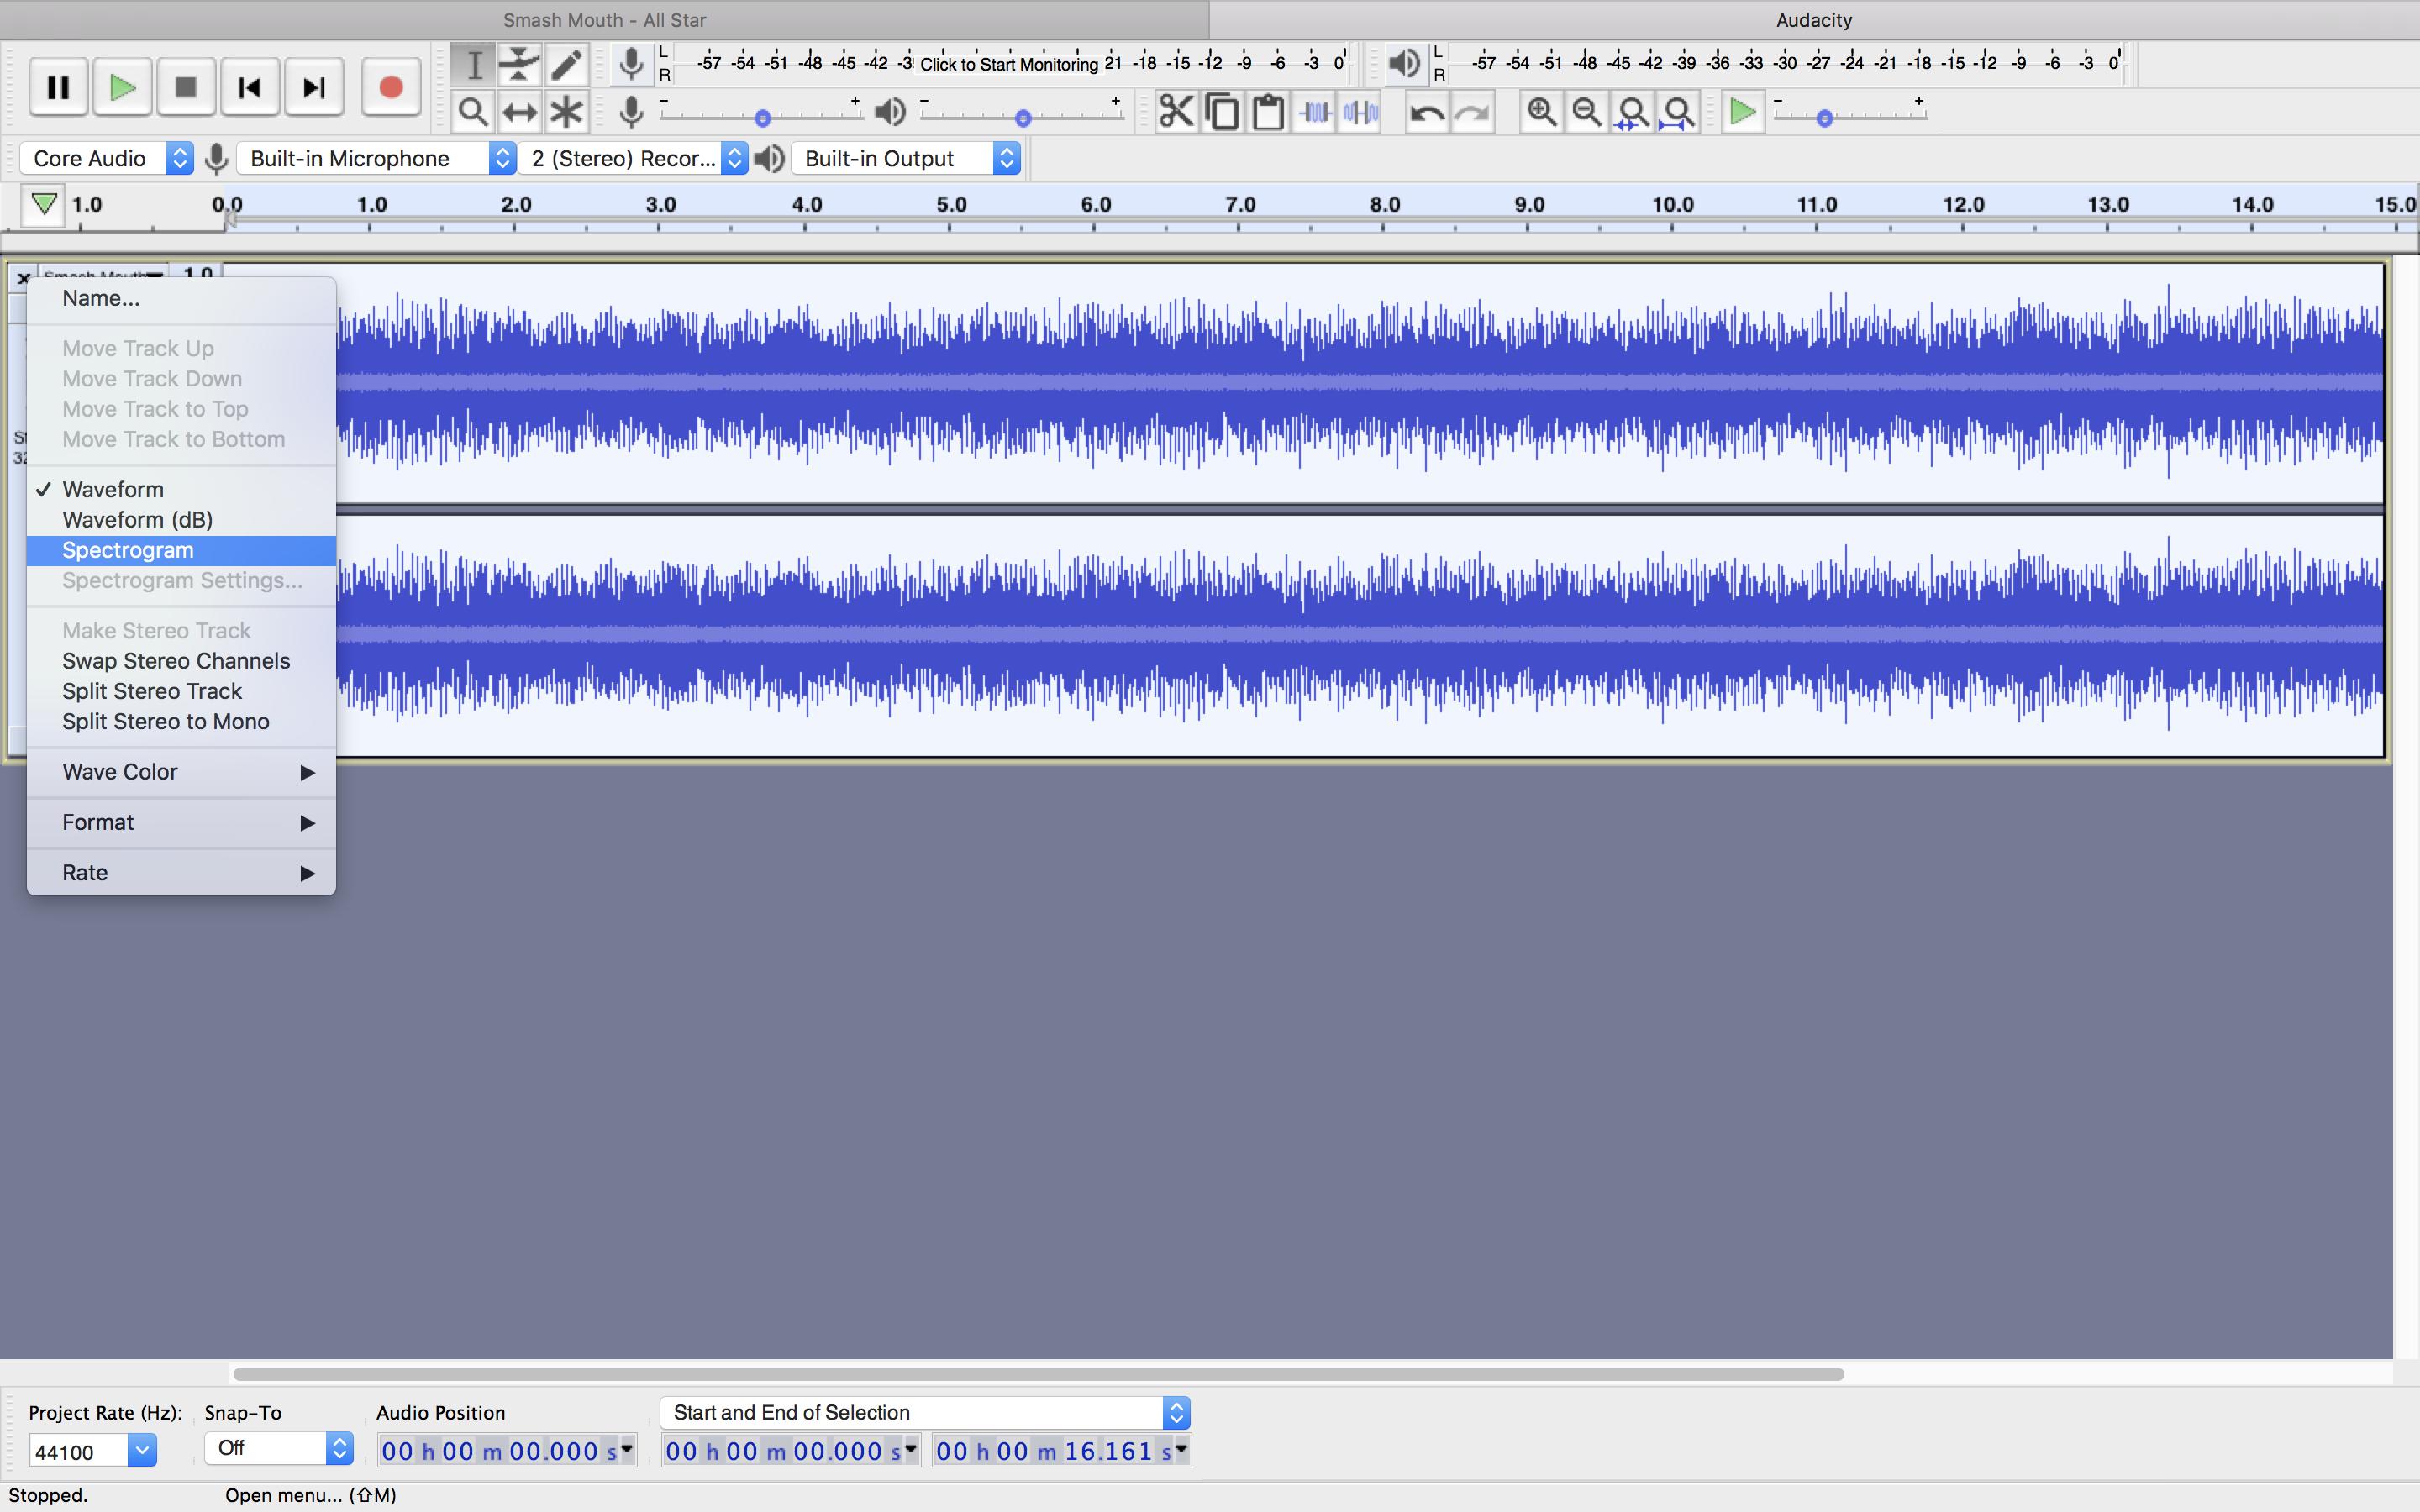 Smash Mouth - All Star
Audacity
L
R
-57 -54 -51 -48 -45 -42 Click to Start Monitoring 21 -18 -15 -12 -9 -6 -3 0
L
R
-57 -54 -51 -48 -45 -42 -39 -36 -33 -30 -27 -24 -21 -18 -15 -12 -9 -6 -3 0
- + - + - +
Core Audio
Built-in Microphone
2 (Stereo) Recor...
Built-in Output
1.0 0.0 1.0 2.0 3.0 4.0 5.0 6.0 7.0 8.0 9.0 10.0 11.0 12.0 13.0 14.0 15.0
x Smash Mouth 1.0
Name...
Move Track Up
Move Track Down
Move Track to Top
Move Track to Bottom
✓ Waveform
Waveform (dB)
Spectrogram
Spectrogram Settings...
Make Stereo Track
Swap Stereo Channels
Split Stereo Track
Split Stereo to Mono
Wave Color
Format
Rate
Project Rate (Hz):
Snap-To
Audio Position
Start and End of Selection
44100
Off
00 h 00 m 00.000 s
00 h 00 m 00.000 s
00 h 00 m 16.161 s
Stopped.
Open menu... (⇧M)